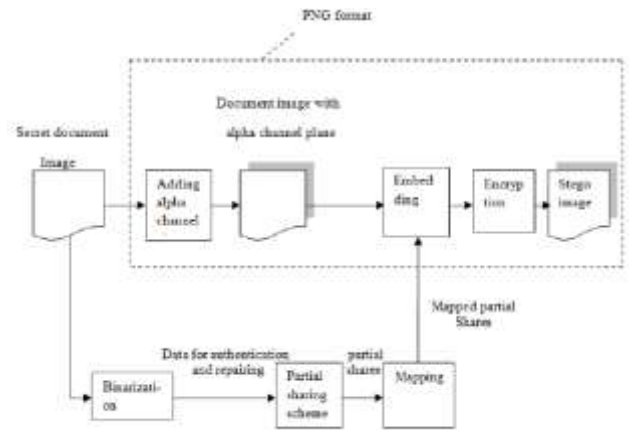 PNG format
Document image with
alpha channel plane
Secret document
Image
Adding
alpha
channel
Embed
ding
Encryp
tion
Stego
image
Mapped partial
Shares
Data for authentication
and repairing
partial
shares
Binarizati-
on
Partial
sharing
scheme
Mapping